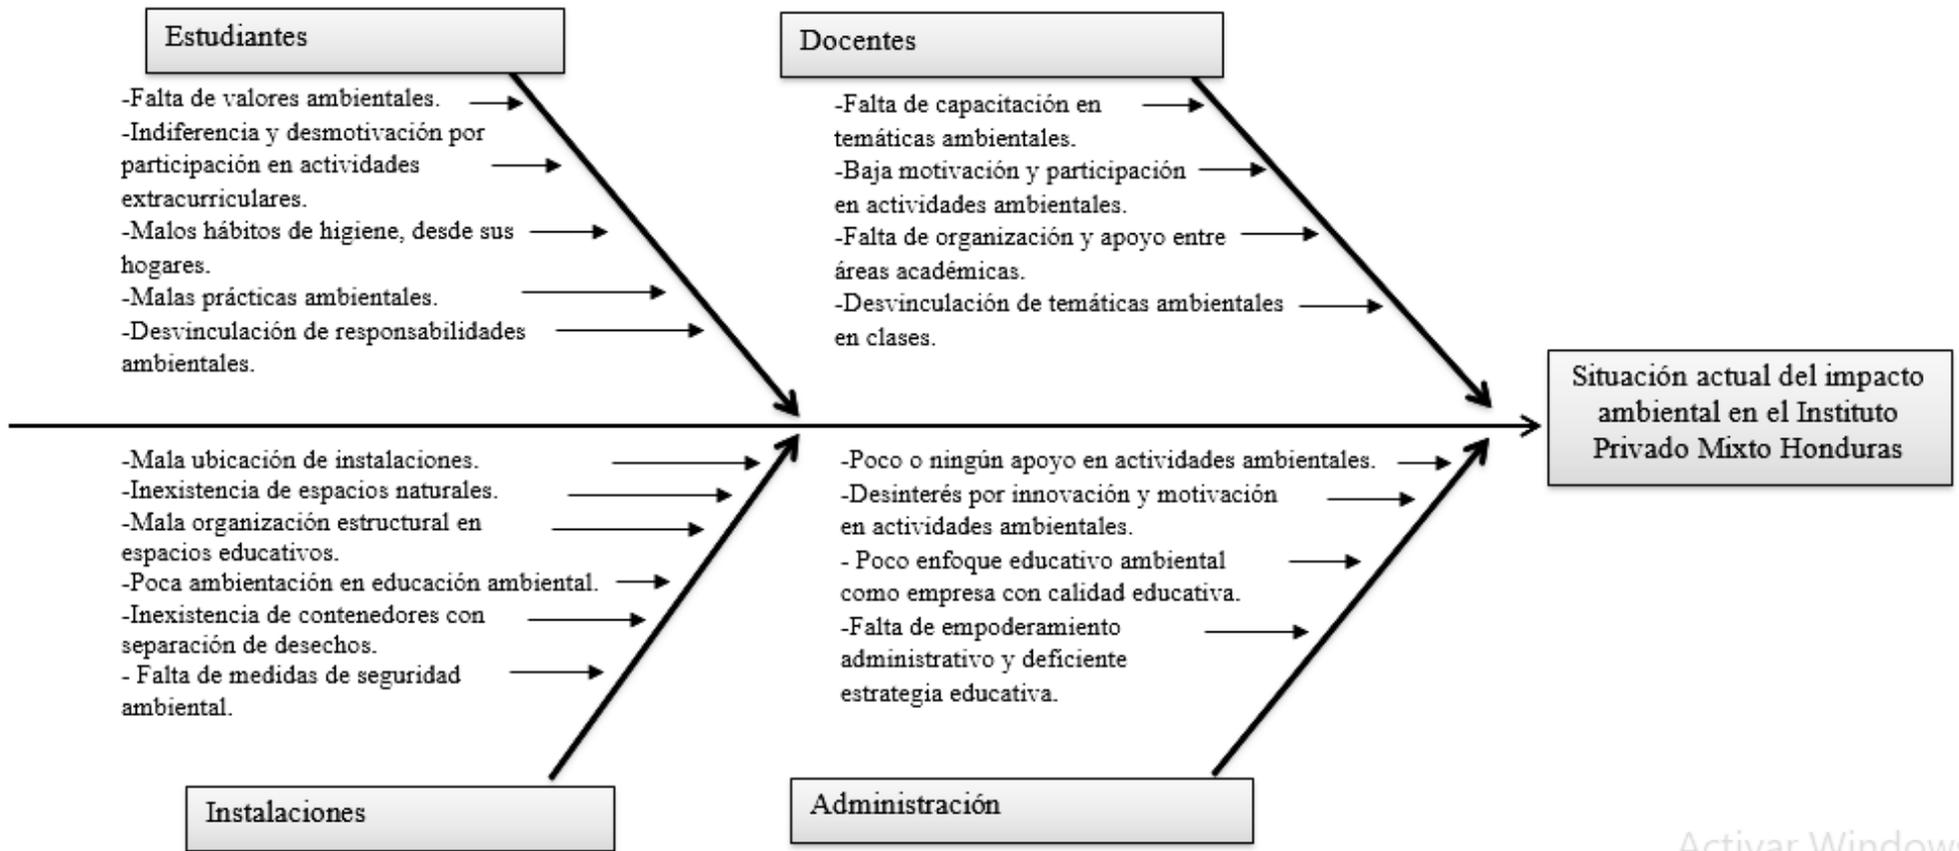 Estudiantes
-Falta de valores ambientales.
-Indiferencia y desmotivación por
participación en actividades
extracurriculares.
-Malos hábitos de higiene, desde sus
hogares.
-Malas prácticas ambientales.
-Desvinculación de responsabilidades
ambientales.
Docentes
-Falta de capacitación en
temáticas ambientales.
-Baja motivación y participación
en actividades ambientales.
-Falta de organización y apoyo entre
áreas académicas.
-Desvinculación de temáticas ambientales
en clases.
Situación actual del impacto
ambiental en el Instituto
Privado Mixto Honduras
-Mala ubicación de instalaciones.
-Inexistencia de espacios naturales.
-Mala organización estructural en
espacios educativos.
-Poca ambientación en educación ambiental.
-Inexistencia de contenedores con
separación de desechos.
- Falta de medidas de seguridad
ambiental.
Instalaciones
-Poco o ningún apoyo en actividades ambientales.
-Desinterés por innovación y motivación
en actividades ambientales.
- Poco enfoque educativo ambiental
como empresa con calidad educativa.
-Falta de empoderamiento
administrativo y deficiente
estrategia educativa.
Administración
Activar Windows